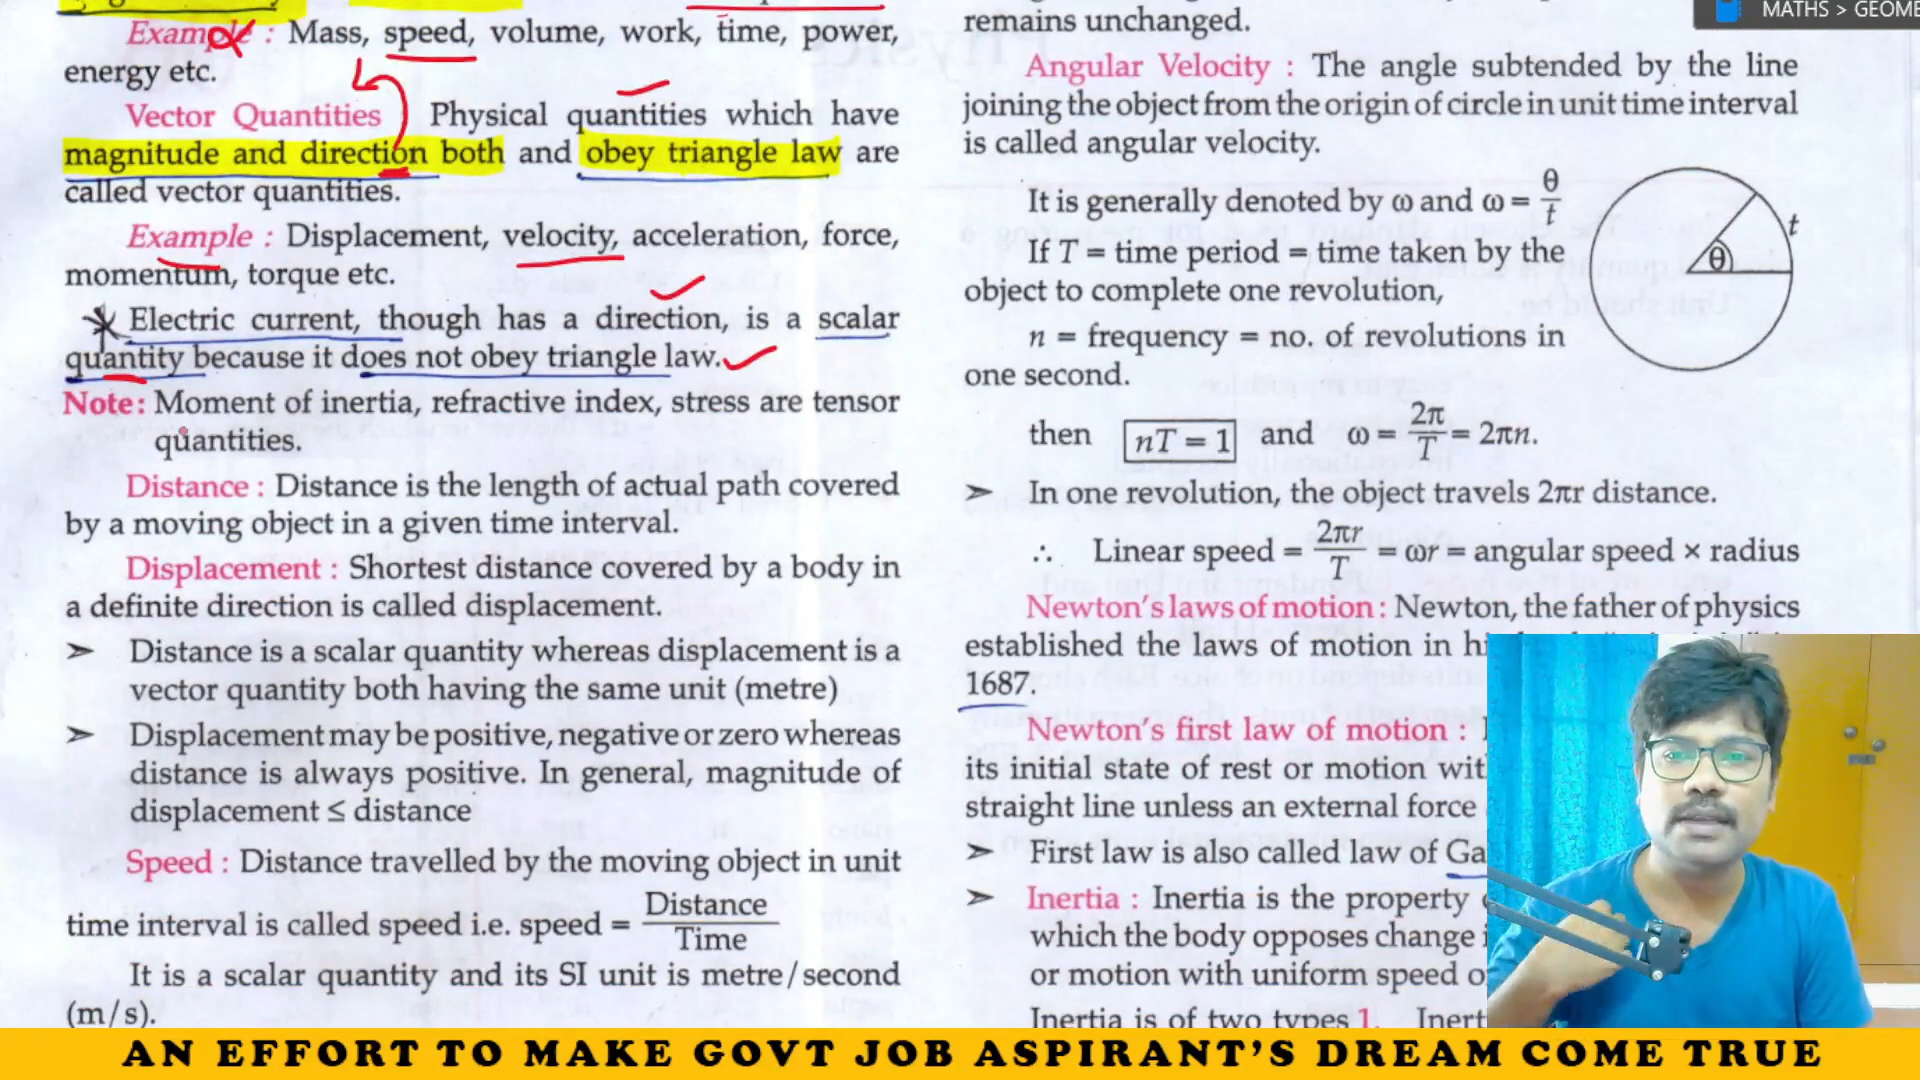 Example : Mass, speed, volume, work, time, power,
energy etc.
Vector Quantities Physical quantities which have
magnitude and direction both and obey triangle law are
called vector quantities.
Example : Displacement, velocity, acceleration, force,
momentum, torque etc.
Electric current, though has a direction, is a scalar
quantity because it does not obey triangle law.
Note: Moment of inertia, refractive index, stress are tensor
quantities.
Distance : Distance is the length of actual path covered
by a moving object in a given time interval.
Displacement : Shortest distance covered by a body in
a definite direction is called displacement.
➢ Distance is a scalar quantity whereas displacement is a
vector quantity both having the same unit (metre)
➢ Displacement may be positive, negative or zero whereas
distance is always positive. In general, magnitude of
displacement ≤ distance
Speed : Distance travelled by the moving object in unit
time interval is called speed i.e. speed = Distance / Time
It is a scalar quantity and its SI unit is metre/second
(m/s).
remains unchanged.
Angular Velocity : The angle subtended by the line
joining the object from the origin of circle in unit time interval
is called angular velocity.
It is generally denoted by ω and ω = θ/t
If T = time period = time taken by the
object to complete one revolution,
n = frequency = no. of revolutions in
one second.
t
θ
then nT = 1 and ω = 2π/T = 2πn.
➢ In one revolution, the object travels 2πr distance.
∴ Linear speed = 2πr/T = ωr = angular speed × radius
Newton's laws of motion : Newton, the father of physics
established the laws of motion in
1687.
Newton's first law of motion :
its initial state of rest or motion
straight line unless an external force
➢ First law is also called law of
➢ Inertia : Inertia is the property
which the body opposes change
or motion with uniform speed
Inertia is of two types 1.
MATHS > GEOME
AN EFFORT TO MAKE GOVT JOB ASPIRANT'S DREAM COME TRUE